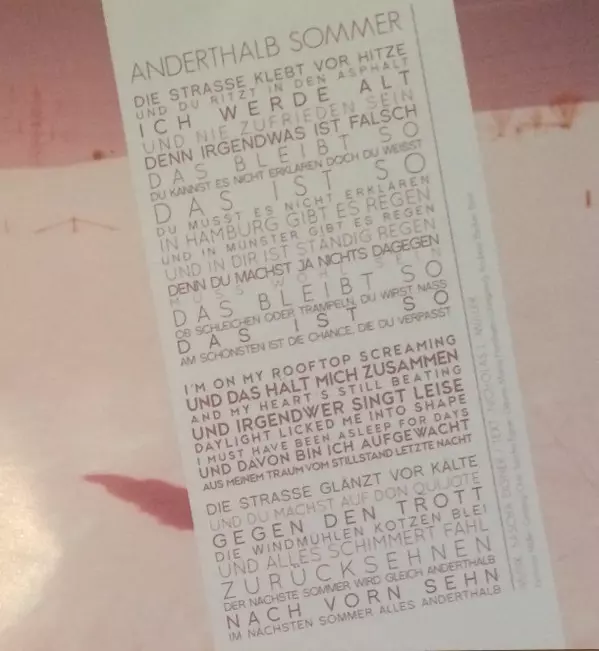 ANDERTHALB SOMMER
DIE STRASSE KLEBT VOR HITZE
UND DU RITZT IN DEN ASPHALT
ICH WERDE ALT
UND NIE ZUFRIEDEN SEIN
DENN IRGENDWAS IST FALSCH
DAS BLEIBT SO
DU KANNST ES NICHT ERKLÄREN DOCH DU WEISST
DAS IST SO
DU MUSST ES NICHT ERKLÄREN
IN HAMBURG GIBT ES REGEN
UND IN MÜNSTER GIBT ES REGEN
UND IN DIR IST STÄNDIG REGEN
DENN DU MACHST JA NICHTS DAGEGEN
MUSS WOHL SEIN
DAS BLEIBT SO
OB SCHLEICHEN ODER TRAMPELN, DU WIRST NASS
DAS IST SO
AM SCHÖNSTEN IST DIE CHANCE, DIE DU VERPASST
I'M ON MY ROOFTOP SCREAMING
UND DAS HÄLT MICH ZUSAMMEN
AND MY HEART S STILL BEATING
UND IRGENDWER SINGT LEISE
DAYLIGHT LICKED ME INTO SHAPE
I MUST HAVE BEEN ASLEEP FOR DAYS
UND DAVON BIN ICH AUFGEWACHT
AUS MEINEM TRAUM VOM STILLSTAND LETZTE NACHT
DIE STRASSE GLÄNZT VOR KÄLTE
UND DU MACHST AUF DON QUIJOTE
GEGEN DEN TROTT
DIE WINDMÜHLEN KOTZEN BLEI
UND ALLES SCHIMMERT FAHL
ZURÜCKSEHNEN
DER NÄCHSTE SOMMER WIRD GLEICH ANDERTHALB
NACH VORN SEHN
IM NÄCHSTEN SOMMER ALLES ANDERTHALB